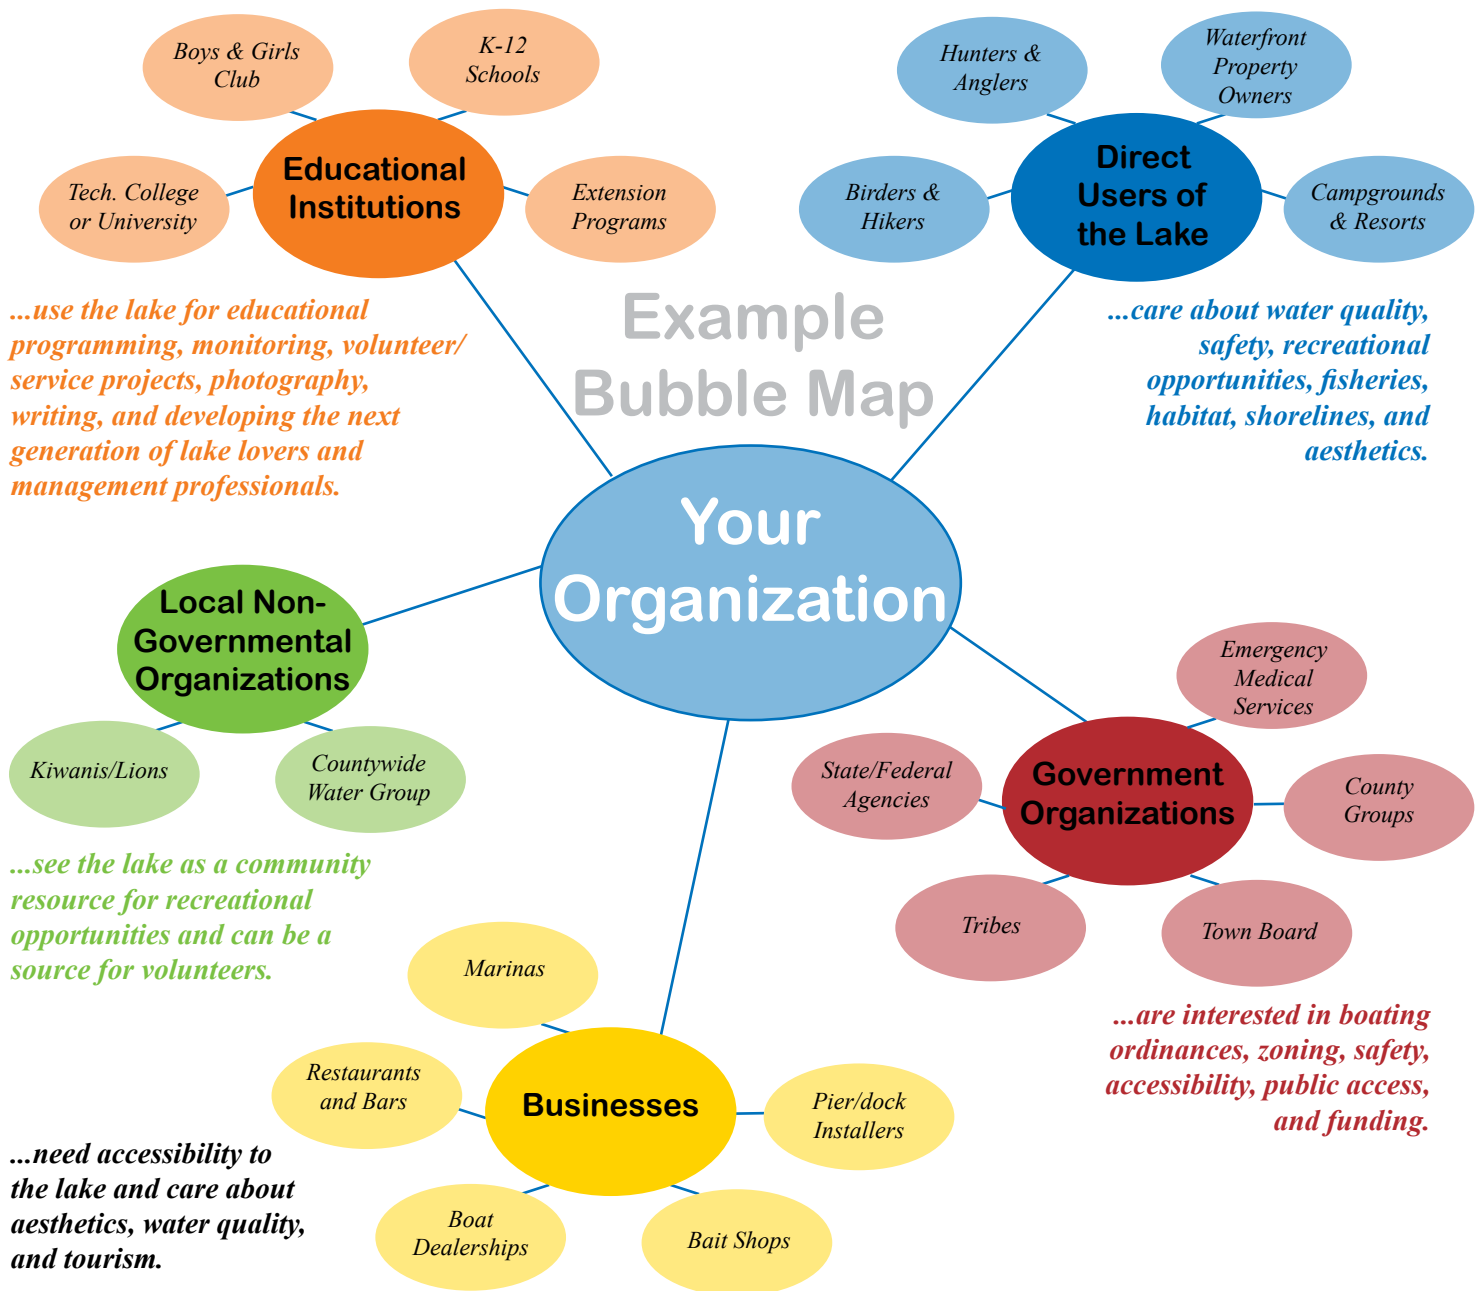 Boys & Girls
Club
K-12
Schools
Educational
Institutions
Tech. College
or University
Extension
Programs
...use the lake for educational
programming, monitoring, volunteer/
service projects, photography,
writing, and developing the next
generation of lake lovers and
management professionals.
Hunters &
Anglers
Waterfront
Property
Owners
Direct
Users of
the Lake
Birders &
Hikers
Campgrounds
& Resorts
...care about water quality,
safety, recreational
opportunities, fisheries,
habitat, shorelines, and
aesthetics.
Example
Bubble Map
Your
Organization
Local Non-
Governmental
Organizations
Kiwanis/Lions
Countywide
Water Group
...see the lake as a community
resource for recreational
opportunities and can be a
source for volunteers.
Emergency
Medical
Services
State/Federal
Agencies
Government
Organizations
County
Groups
Tribes
Town Board
...are interested in boating
ordinances, zoning, safety,
accessibility, public access,
and funding.
Marinas
Restaurants
and Bars
Businesses
Pier/dock
Installers
Boat
Dealerships
Bait Shops
...need accessibility to
the lake and care about
aesthetics, water quality,
and tourism.